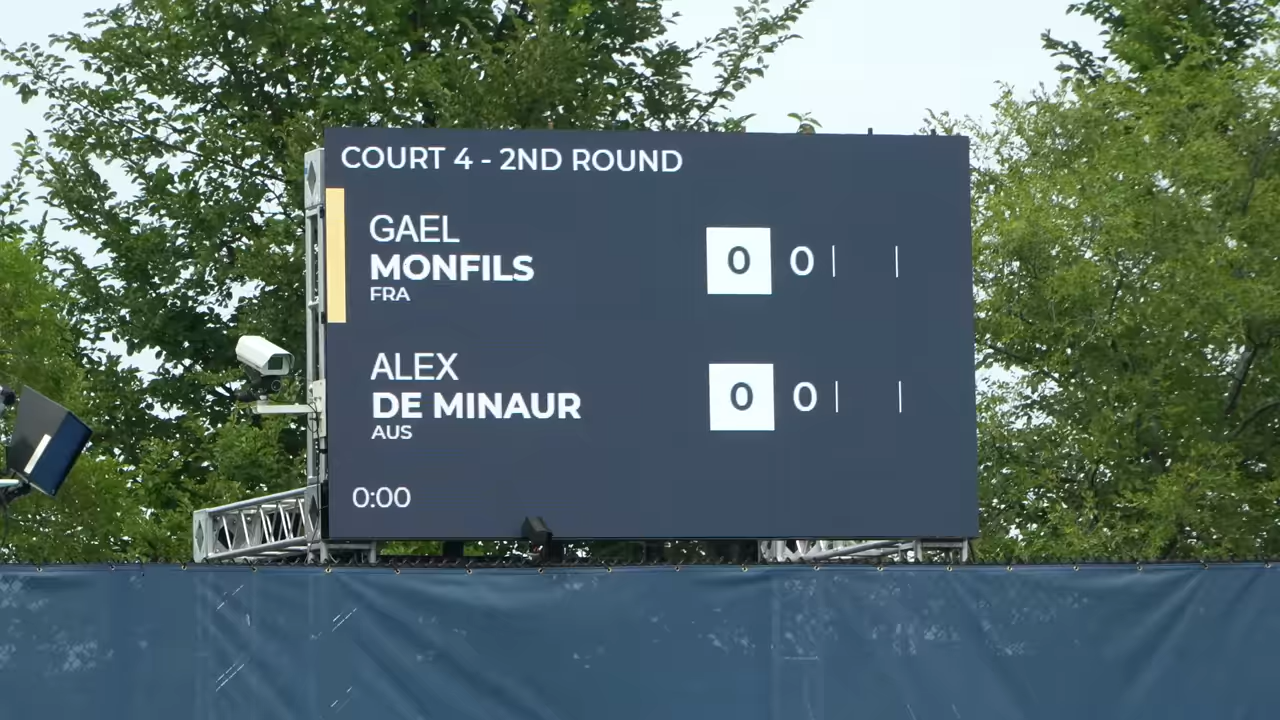 COURT 4 - 2ND ROUND
GAEL
MONFILS 0 0
FRA
ALEX
DE MINAUR 0 0
AUS
0:00